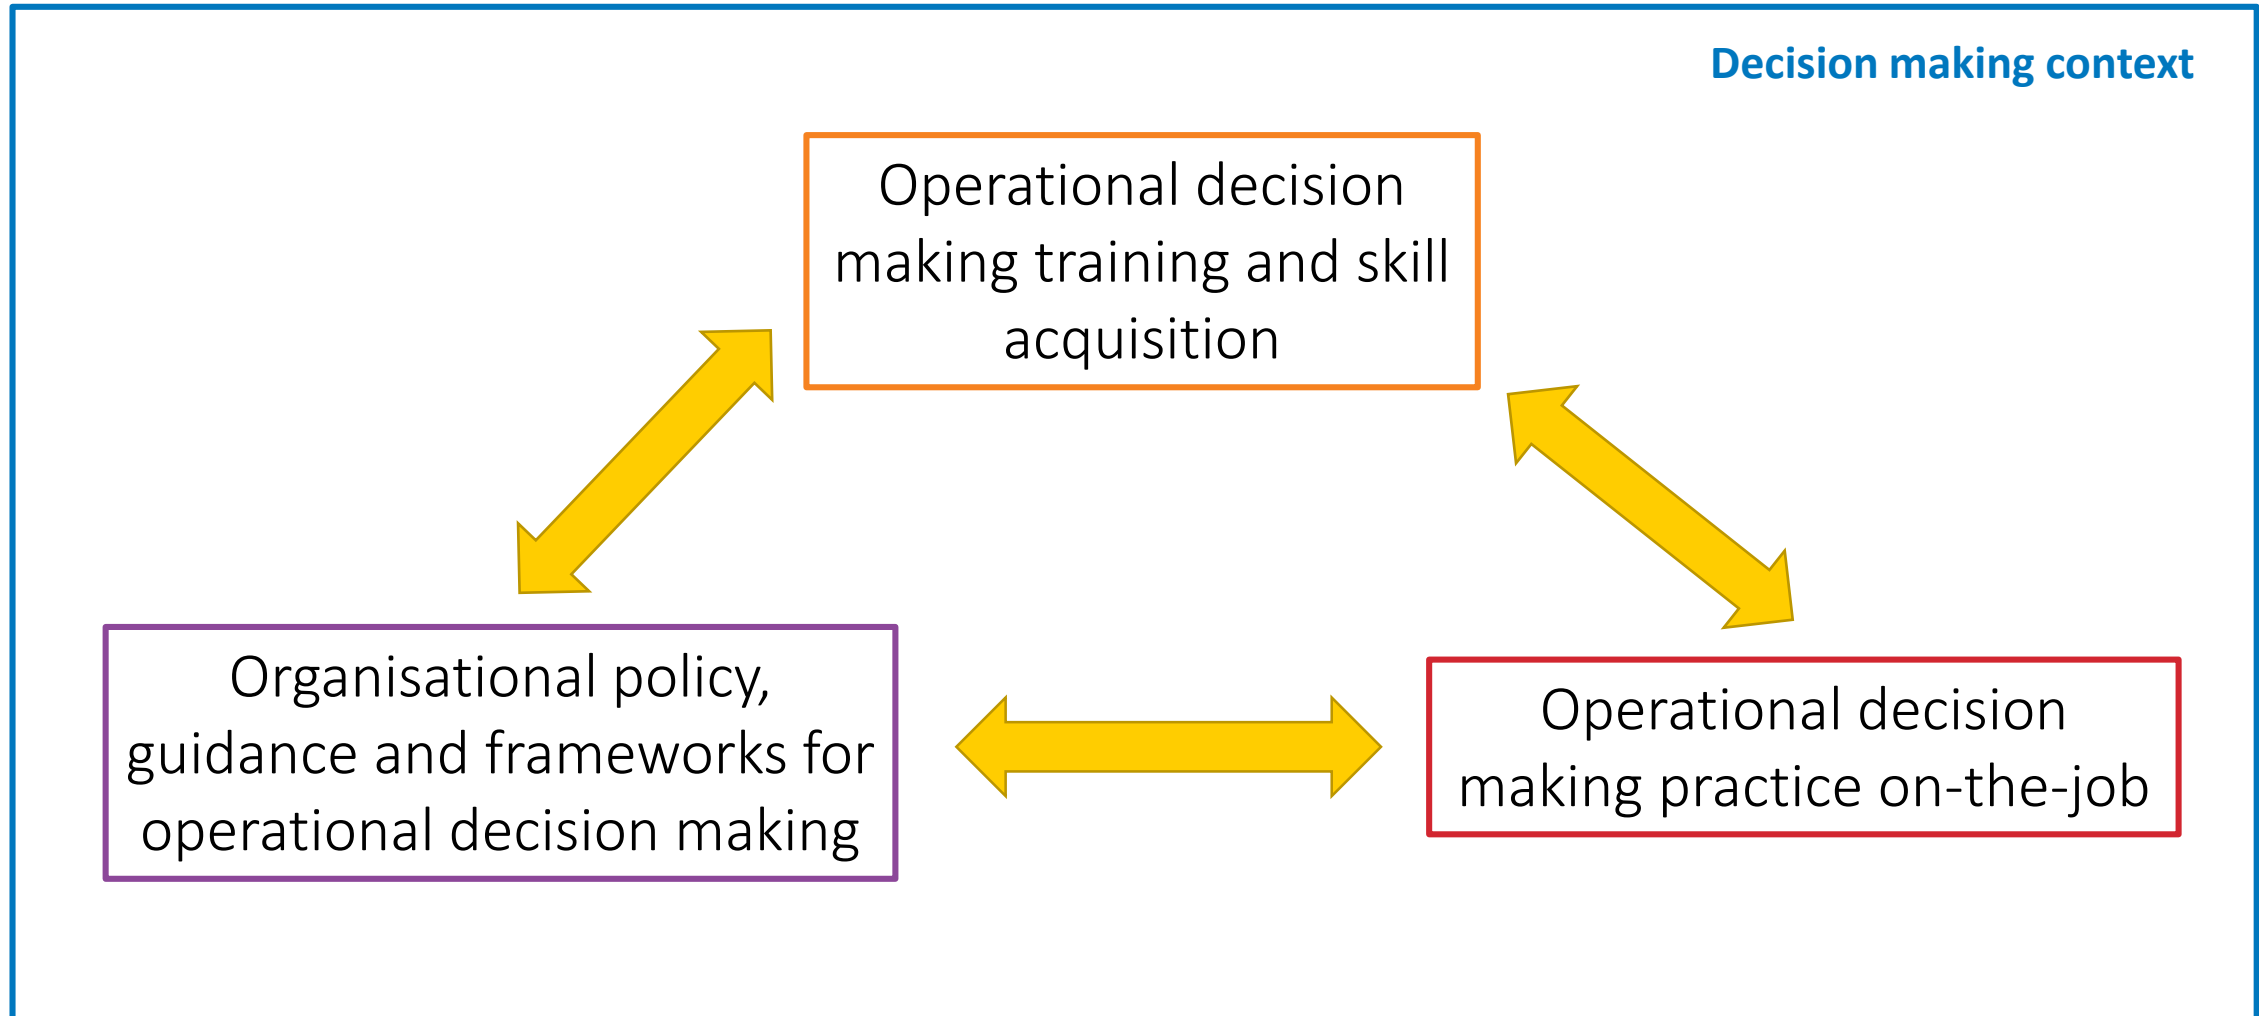 Decision making context
Operational decision
making training and skill
acquisition
Organisational policy,
guidance and frameworks for
operational decision making
Operational decision
making practice on-the-job